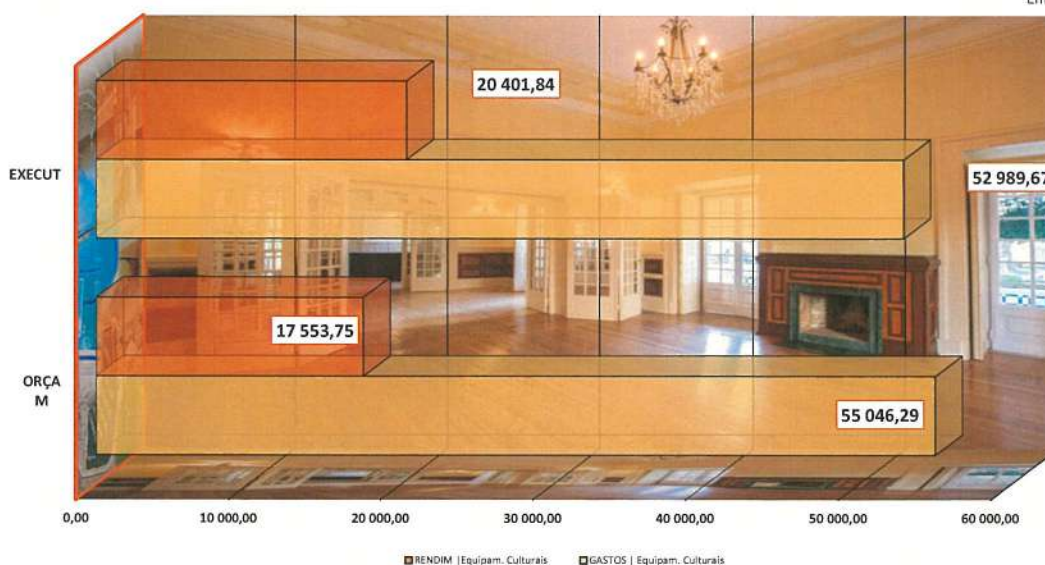 20 401,84
EXECUT
52 989,67
17 553,75
ORÇA
M
55 046,29
0,00 10 000,00 20 000,00 30 000,00 40 000,00 50 000,00 60 000,00
RENDIM |Equipam. Culturais GASTOS | Equipam. Culturais